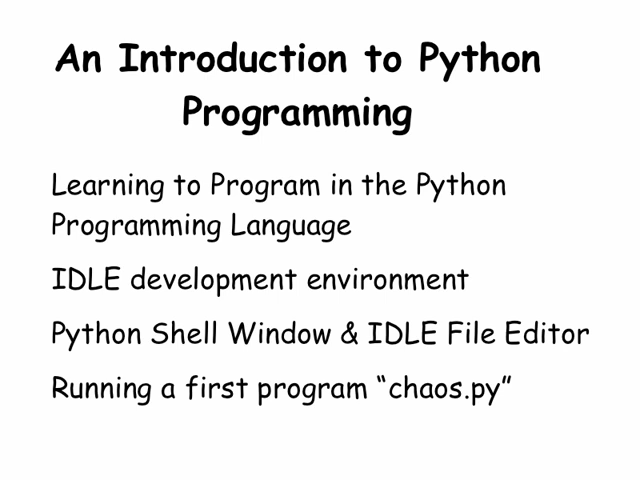 An Introduction to Python
Programming
Learning to Program in the Python
Programming Language
IDLE development environment
Python Shell Window & IDLE File Editor
Running a first program “chaos.py”